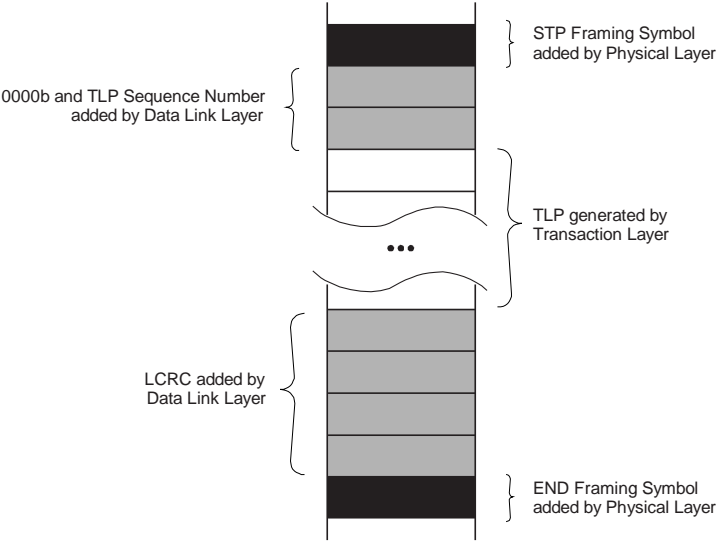 STP Framing Symbol
added by Physical Layer
0000b and TLP Sequence Number
added by Data Link Layer
TLP generated by
Transaction Layer
LCRC added by
Data Link Layer
END Framing Symbol
added by Physical Layer